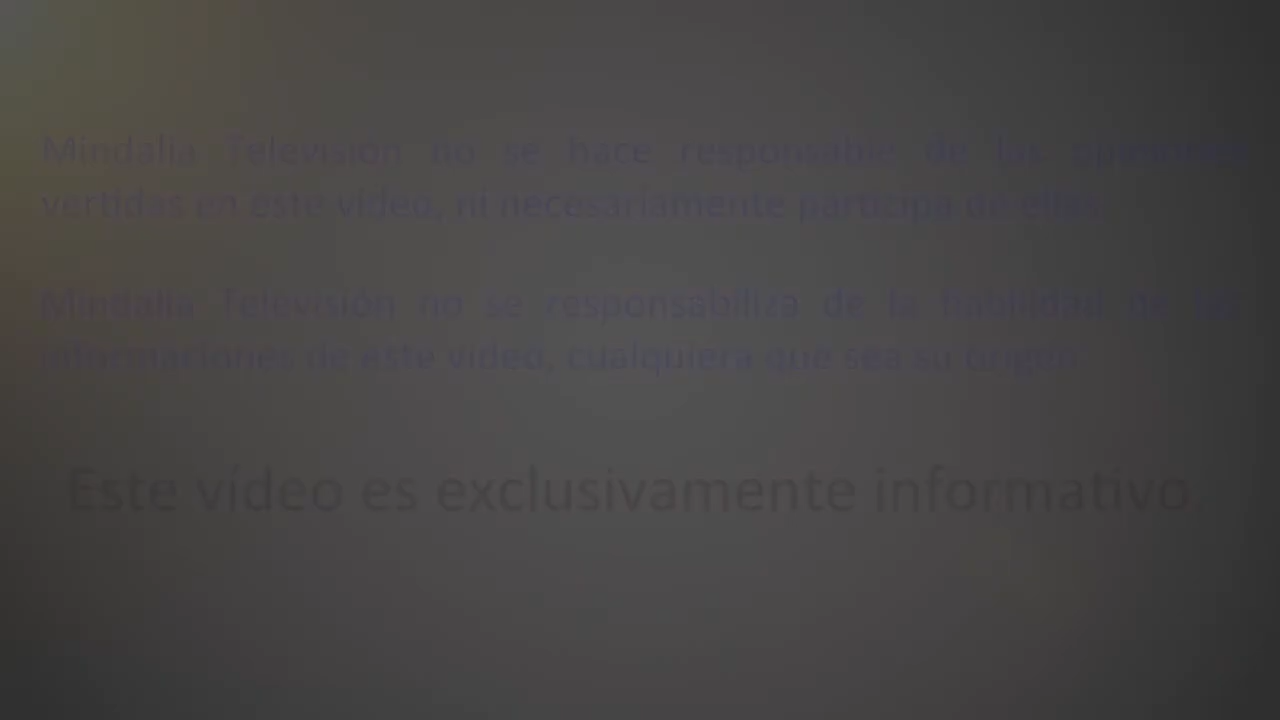 Mindalia Televisión no se hace responsable de las opiniones
vertidas en este video, ni necesariamente participa de ellas.
Mindalia Televisión no se responsabiliza de la fiabilidad de las
informaciones de este video, cualquiera que sea su origen.
Este vídeo es exclusivamente informativo.